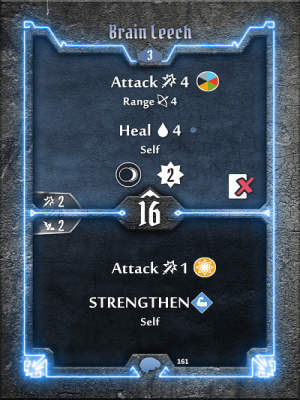 Brain Leech
3
Attack 4
Range 4
Heal 4
Self
2
2
16
2
Attack 1
STRENGTHEN
Self
161